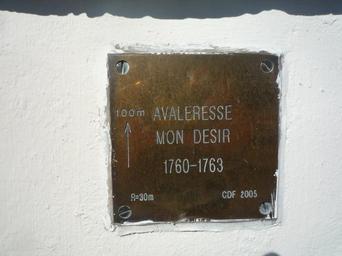 100m AVALERESSE
MON DESIR
1760-1763
R=30m CDF 2005